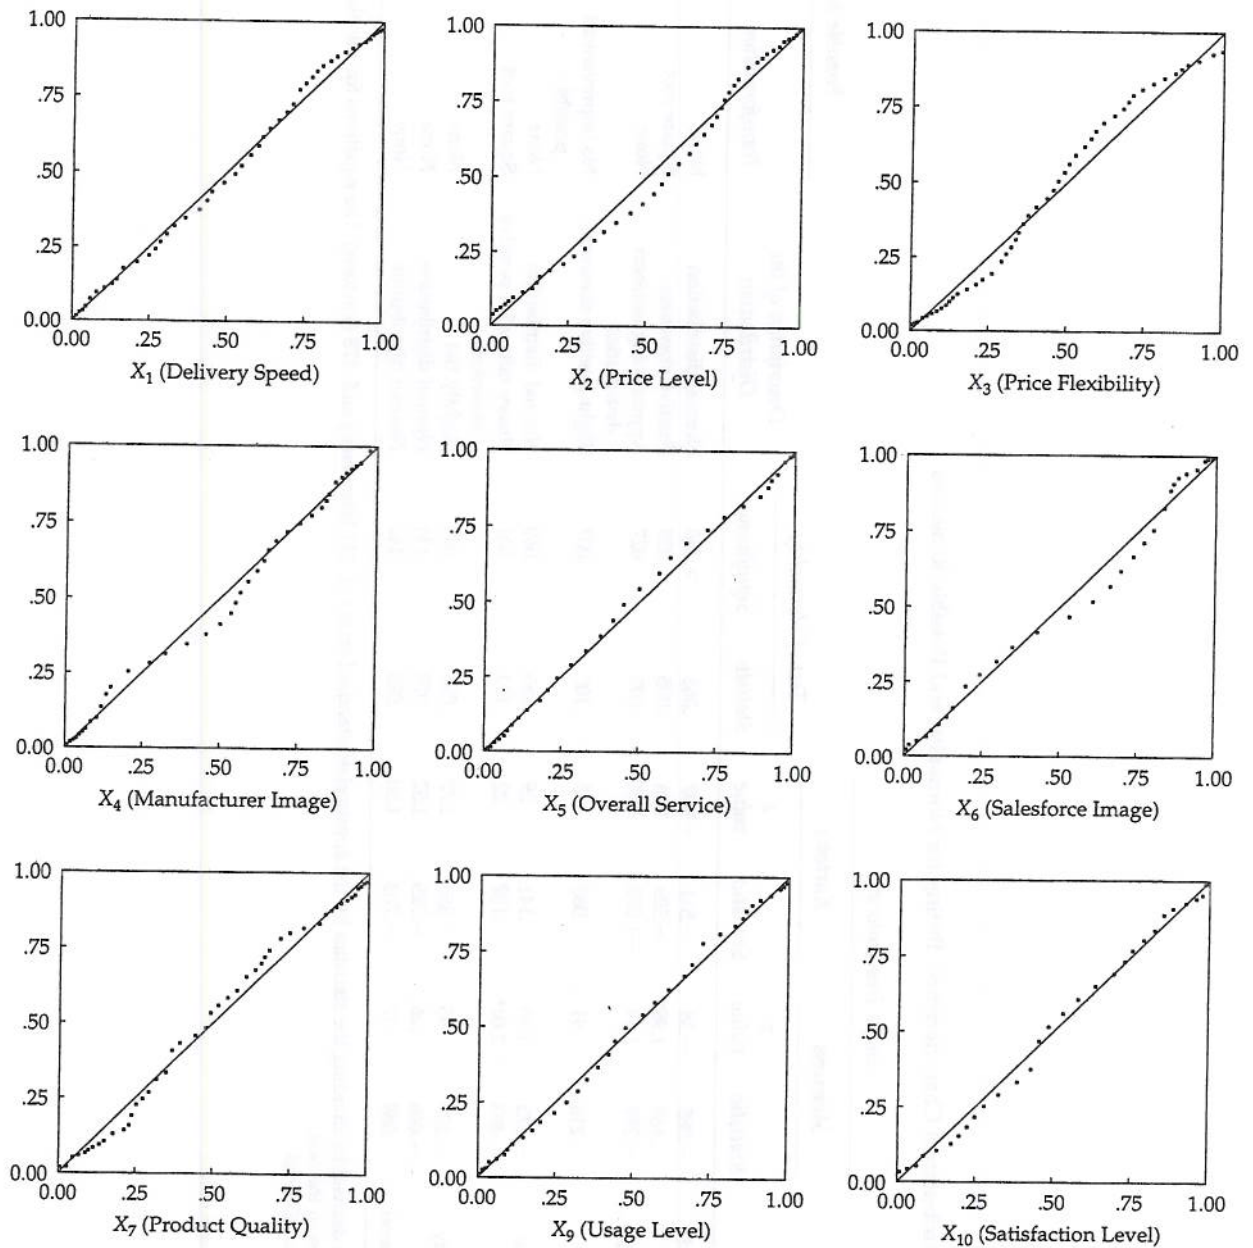 1.00
.75
.50
.25
0.00
0.00 .25 .50 .75 1.00
X1 (Delivery Speed)
1.00
.75
.50
.25
0.00
0.00 .25 .50 .75 1.00
X2 (Price Level)
1.00
.75
.50
.25
0.00
0.00 .25 .50 .75 1.00
X3 (Price Flexibility)
1.00
.75
.50
.25
0.00
0.00 .25 .50 .75 1.00
X4 (Manufacturer Image)
1.00
.75
.50
.25
0.00
0.00 .25 .50 .75 1.00
X5 (Overall Service)
1.00
.75
.50
.25
0.00
0.00 .25 .50 .75 1.00
X6 (Salesforce Image)
1.00
.75
.50
.25
0.00
0.00 .25 .50 .75 1.00
X7 (Product Quality)
1.00
.75
.50
.25
0.00
0.00 .25 .50 .75 1.00
X9 (Usage Level)
1.00
.75
.50
.25
0.00
0.00 .25 .50 .75 1.00
X10 (Satisfaction Level)